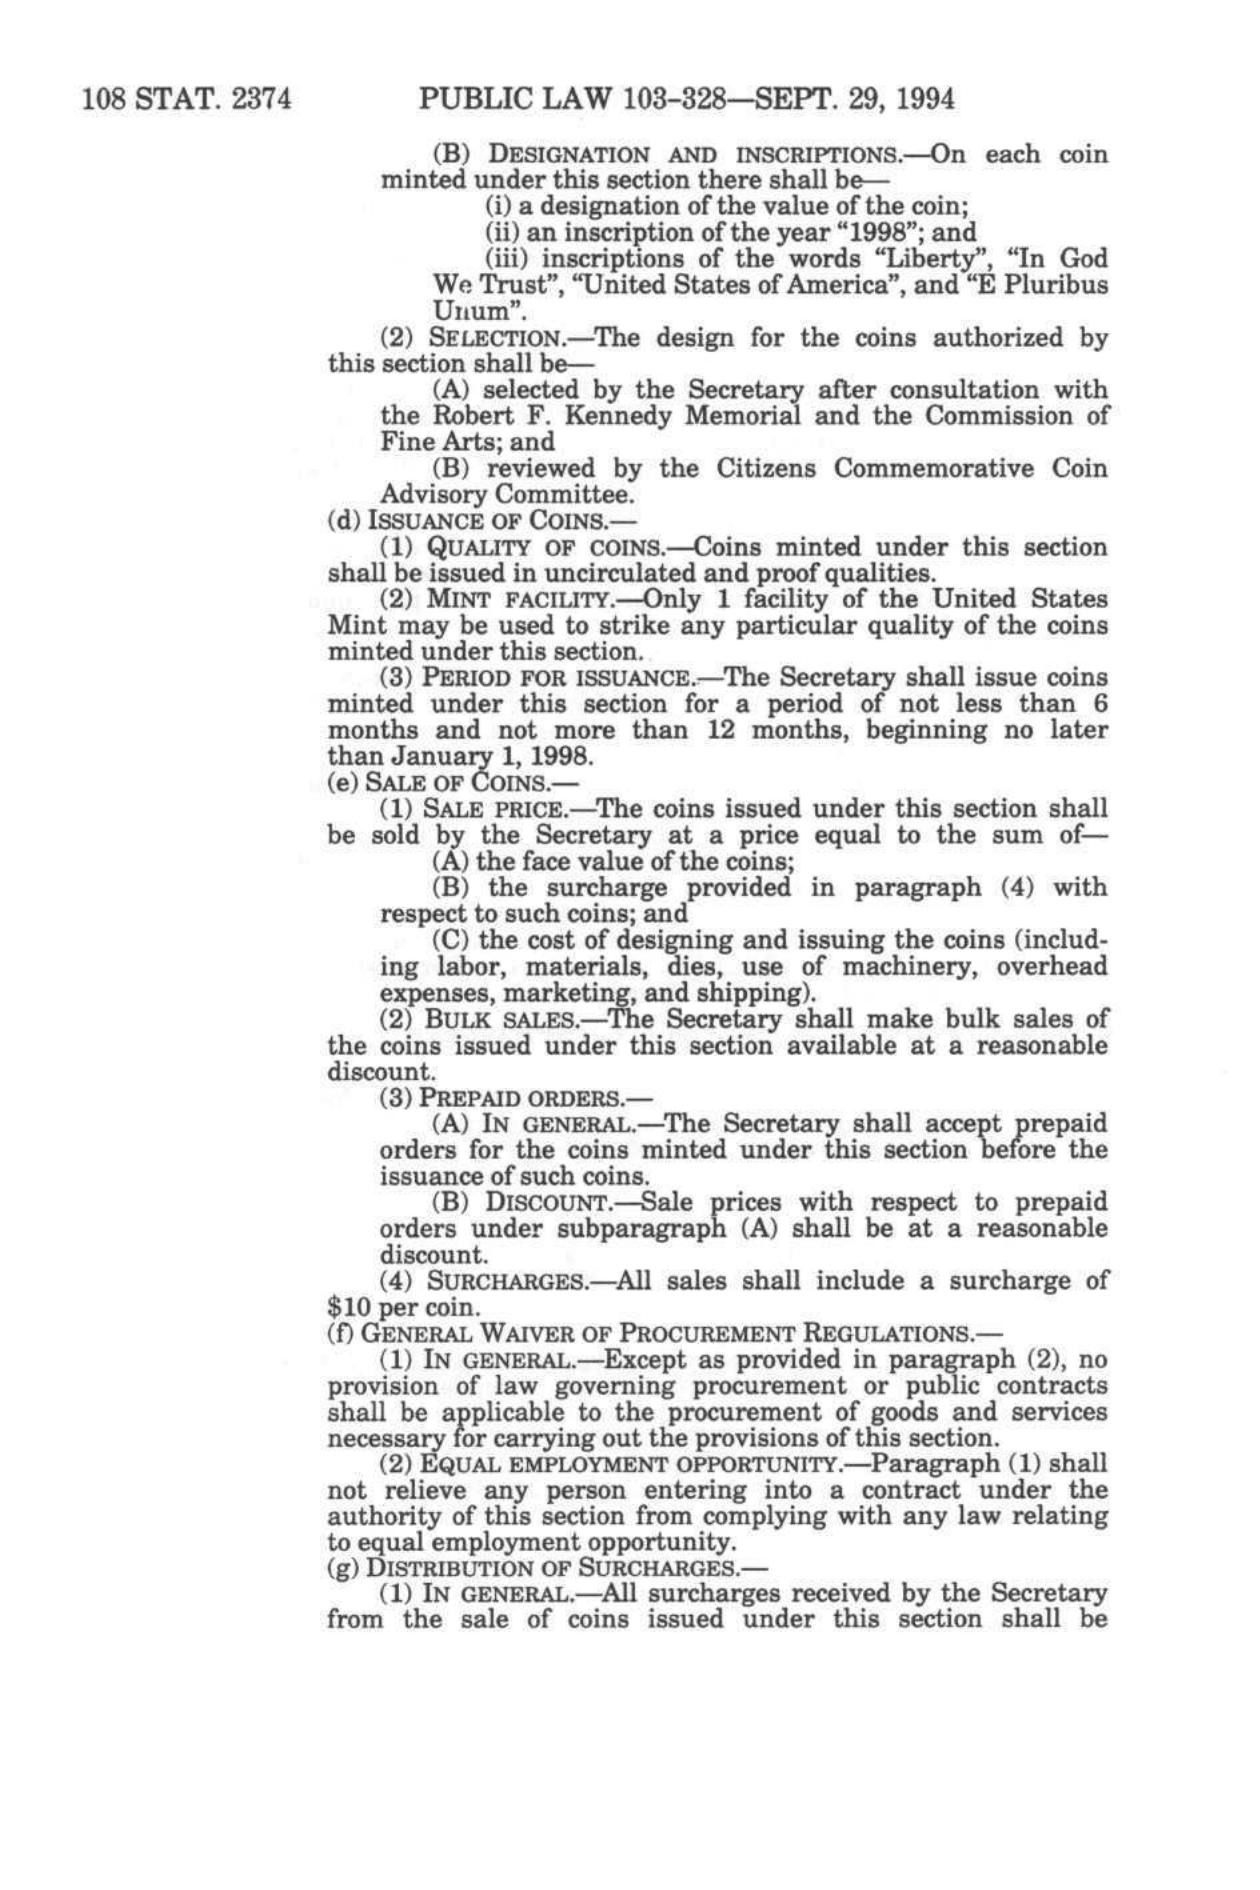 108 STAT. 2374 PUBLIC LAW 103-328—SEPT. 29, 1994
(B) DESIGNATION AND INSCRIPTIONS.—On each coin
minted under this section there shall be—
(i) a designation of the value of the coin;
(ii) an inscription of the year “1998”; and
(iii) inscriptions of the words “Liberty”, “In God
We Trust”, “United States of America”, and “E Pluribus
Unum”.
(2) SELECTION.—The design for the coins authorized by
this section shall be—
(A) selected by the Secretary after consultation with
the Robert F. Kennedy Memorial and the Commission of
Fine Arts; and
(B) reviewed by the Citizens Commemorative Coin
Advisory Committee.
(d) ISSUANCE OF COINS.—
(1) QUALITY OF COINS.—Coins minted under this section
shall be issued in uncirculated and proof qualities.
(2) MINT FACILITY.—Only 1 facility of the United States
Mint may be used to strike any particular quality of the coins
minted under this section.
(3) PERIOD FOR ISSUANCE.—The Secretary shall issue coins
minted under this section for a period of not less than 6
months and not more than 12 months, beginning no later
than January 1, 1998.
(e) SALE OF COINS.—
(1) SALE PRICE.—The coins issued under this section shall
be sold by the Secretary at a price equal to the sum of—
(A) the face value of the coins;
(B) the surcharge provided in paragraph (4) with
respect to such coins; and
(C) the cost of designing and issuing the coins (includ-
ing labor, materials, dies, use of machinery, overhead
expenses, marketing, and shipping).
(2) BULK SALES.—The Secretary shall make bulk sales of
the coins issued under this section available at a reasonable
discount.
(3) PREPAID ORDERS.—
(A) IN GENERAL.—The Secretary shall accept prepaid
orders for the coins minted under this section before the
issuance of such coins.
(B) DISCOUNT.—Sale prices with respect to prepaid
orders under subparagraph (A) shall be at a reasonable
discount.
(4) SURCHARGES.—All sales shall include a surcharge of
$10 per coin.
(f) GENERAL WAIVER OF PROCUREMENT REGULATIONS.—
(1) IN GENERAL.—Except as provided in paragraph (2), no
provision of law governing procurement or public contracts
shall be applicable to the procurement of goods and services
necessary for carrying out the provisions of this section.
(2) EQUAL EMPLOYMENT OPPORTUNITY.—Paragraph (1) shall
not relieve any person entering into a contract under the
authority of this section from complying with any law relating
to equal employment opportunity.
(g) DISTRIBUTION OF SURCHARGES.—
(1) IN GENERAL.—All surcharges received by the Secretary
from the sale of coins issued under this section shall be